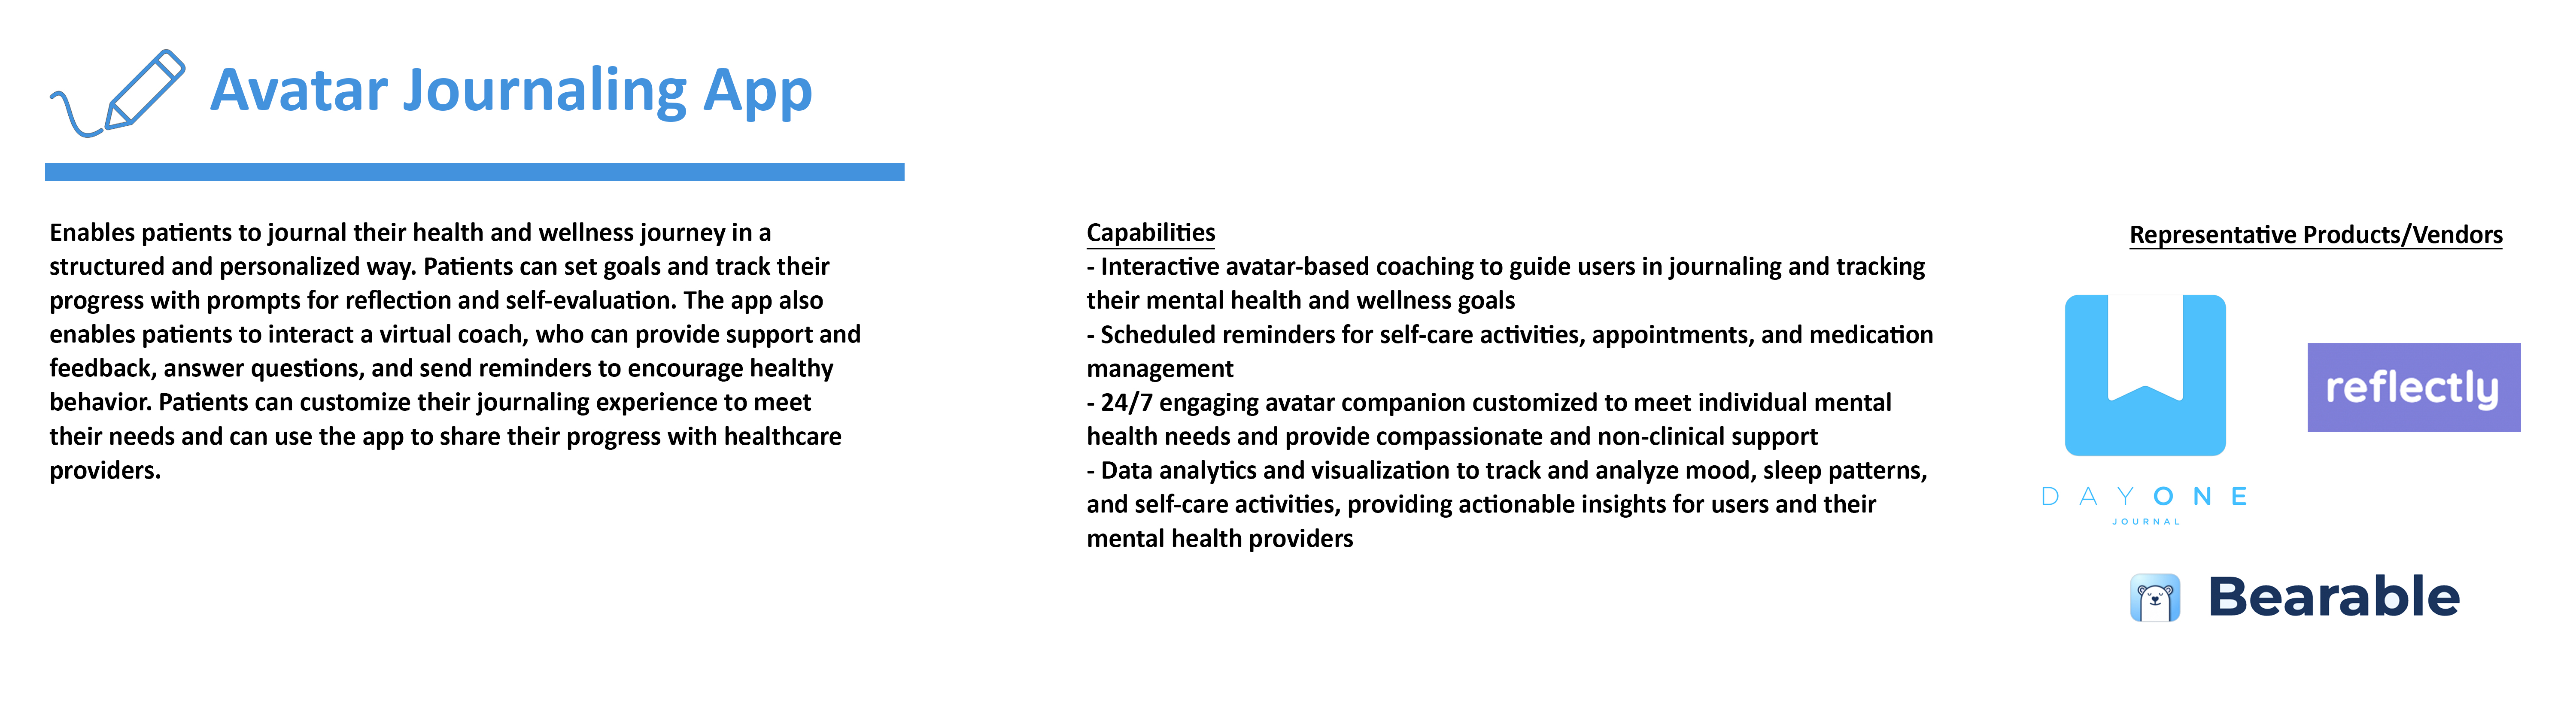 Avatar Journaling App
Enables patients to journal their health and wellness journey in a
structured and personalized way. Patients can set goals and track their
progress with prompts for reflection and self-evaluation. The app also
enables patients to interact a virtual coach, who can provide support and
feedback, answer questions, and send reminders to encourage healthy
behavior. Patients can customize their journaling experience to meet
their needs and can use the app to share their progress with healthcare
providers.
Capabilities
- Interactive avatar-based coaching to guide users in journaling and tracking
their mental health and wellness goals
- Scheduled reminders for self-care activities, appointments, and medication
management
- 24/7 engaging avatar companion customized to meet individual mental
health needs and provide compassionate and non-clinical support
- Data analytics and visualization to track and analyze mood, sleep patterns,
and self-care activities, providing actionable insights for users and their
mental health providers
Representative Products/Vendors
reflectly
DAYONE
JOURNAL
Bearable